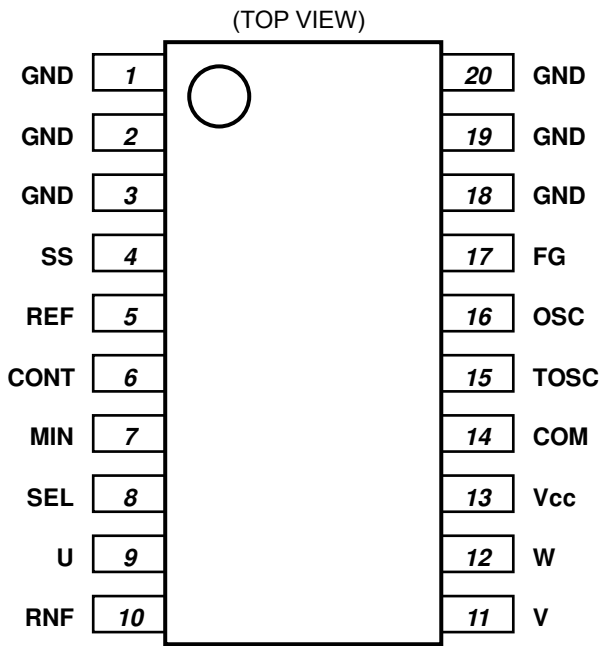 (TOP VIEW)
GND 1 20 GND
GND 2 19 GND
GND 3 18 GND
SS 4 17 FG
REF 5 16 OSC
CONT 6 15 TOSC
MIN 7 14 COM
SEL 8 13 Vcc
U 9 12 W
RNF 10 11 V